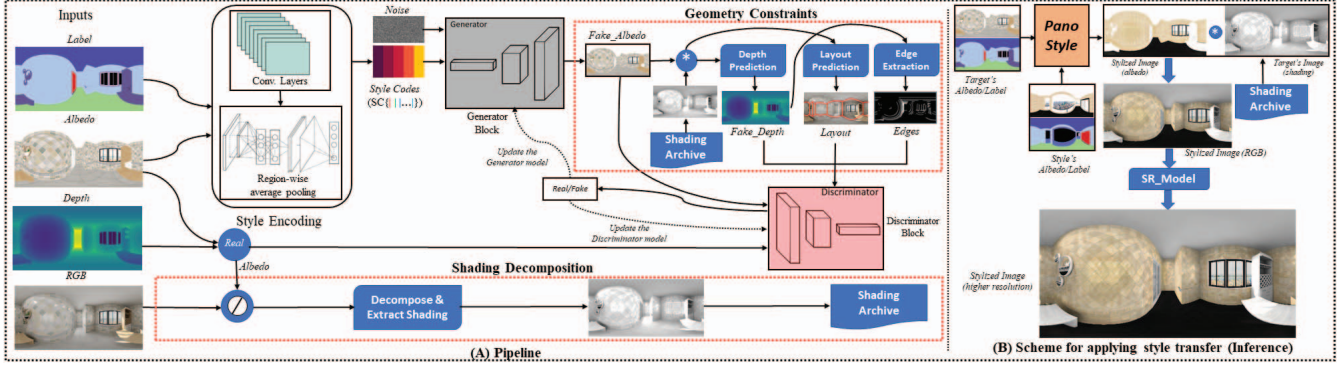 Inputs
Label
Albedo
Depth
RGB
Conv. Layers
Region-wise
average pooling
Style Encoding
Noise
Style Codes
(SC{| | |...|})
Generator
Generator
Block
Update the
Generator model
Real/Fake
Update the
Discriminator model
Geometry Constraints
Fake_Albedo
*
Depth
Prediction
Layout
Prediction
Edge
Extraction
Shading
Archive
Fake_Depth
Layout
Edges
Discriminator
Discriminator
Block
Real
Albedo
Shading Decomposition
Decompose &
Extract Shading
Shading
Archive
(A) Pipeline
Target's
Albedo/Label
Pano
Style
Style's
Albedo/Label
*
Stylized Image
(albedo)
Target's Image
(shading)
Shading
Archive
Stylized Image (RGB)
SR_Model
Stylized Image
(higher resolution)
(B) Scheme for applying style transfer (Inference)